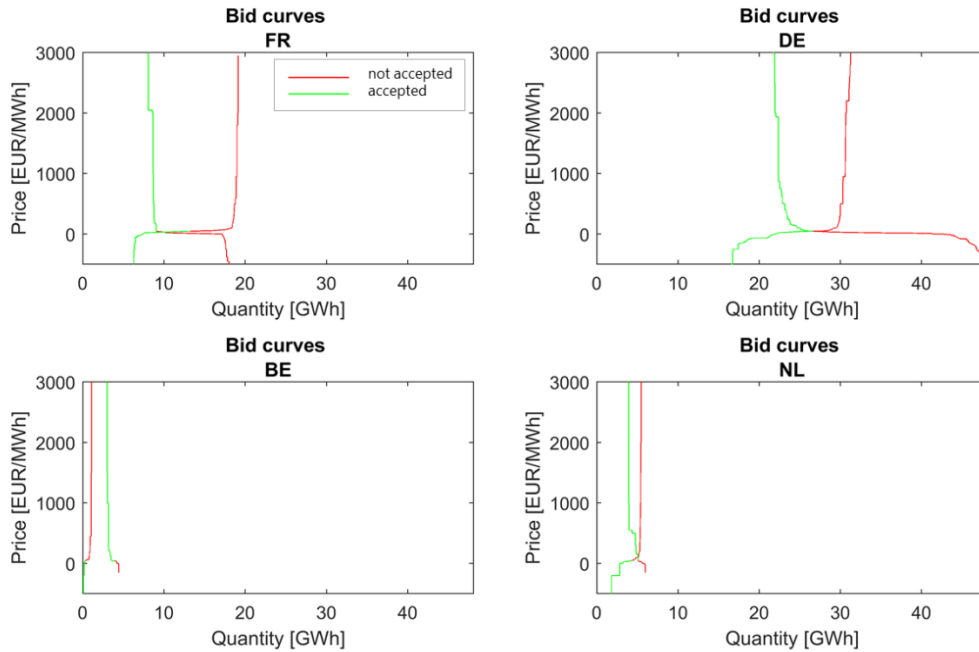 Bid curves
FR
3000
2000
1000
0
Price [EUR/MWh]
0 10 20 30 40
Quantity [GWh]
not accepted
accepted
Bid curves
DE
3000
2000
1000
0
Price [EUR/MWh]
0 10 20 30 40
Quantity [GWh]
Bid curves
BE
3000
2000
1000
0
Price [EUR/MWh]
0 10 20 30 40
Quantity [GWh]
Bid curves
NL
3000
2000
1000
0
Price [EUR/MWh]
0 10 20 30 40
Quantity [GWh]